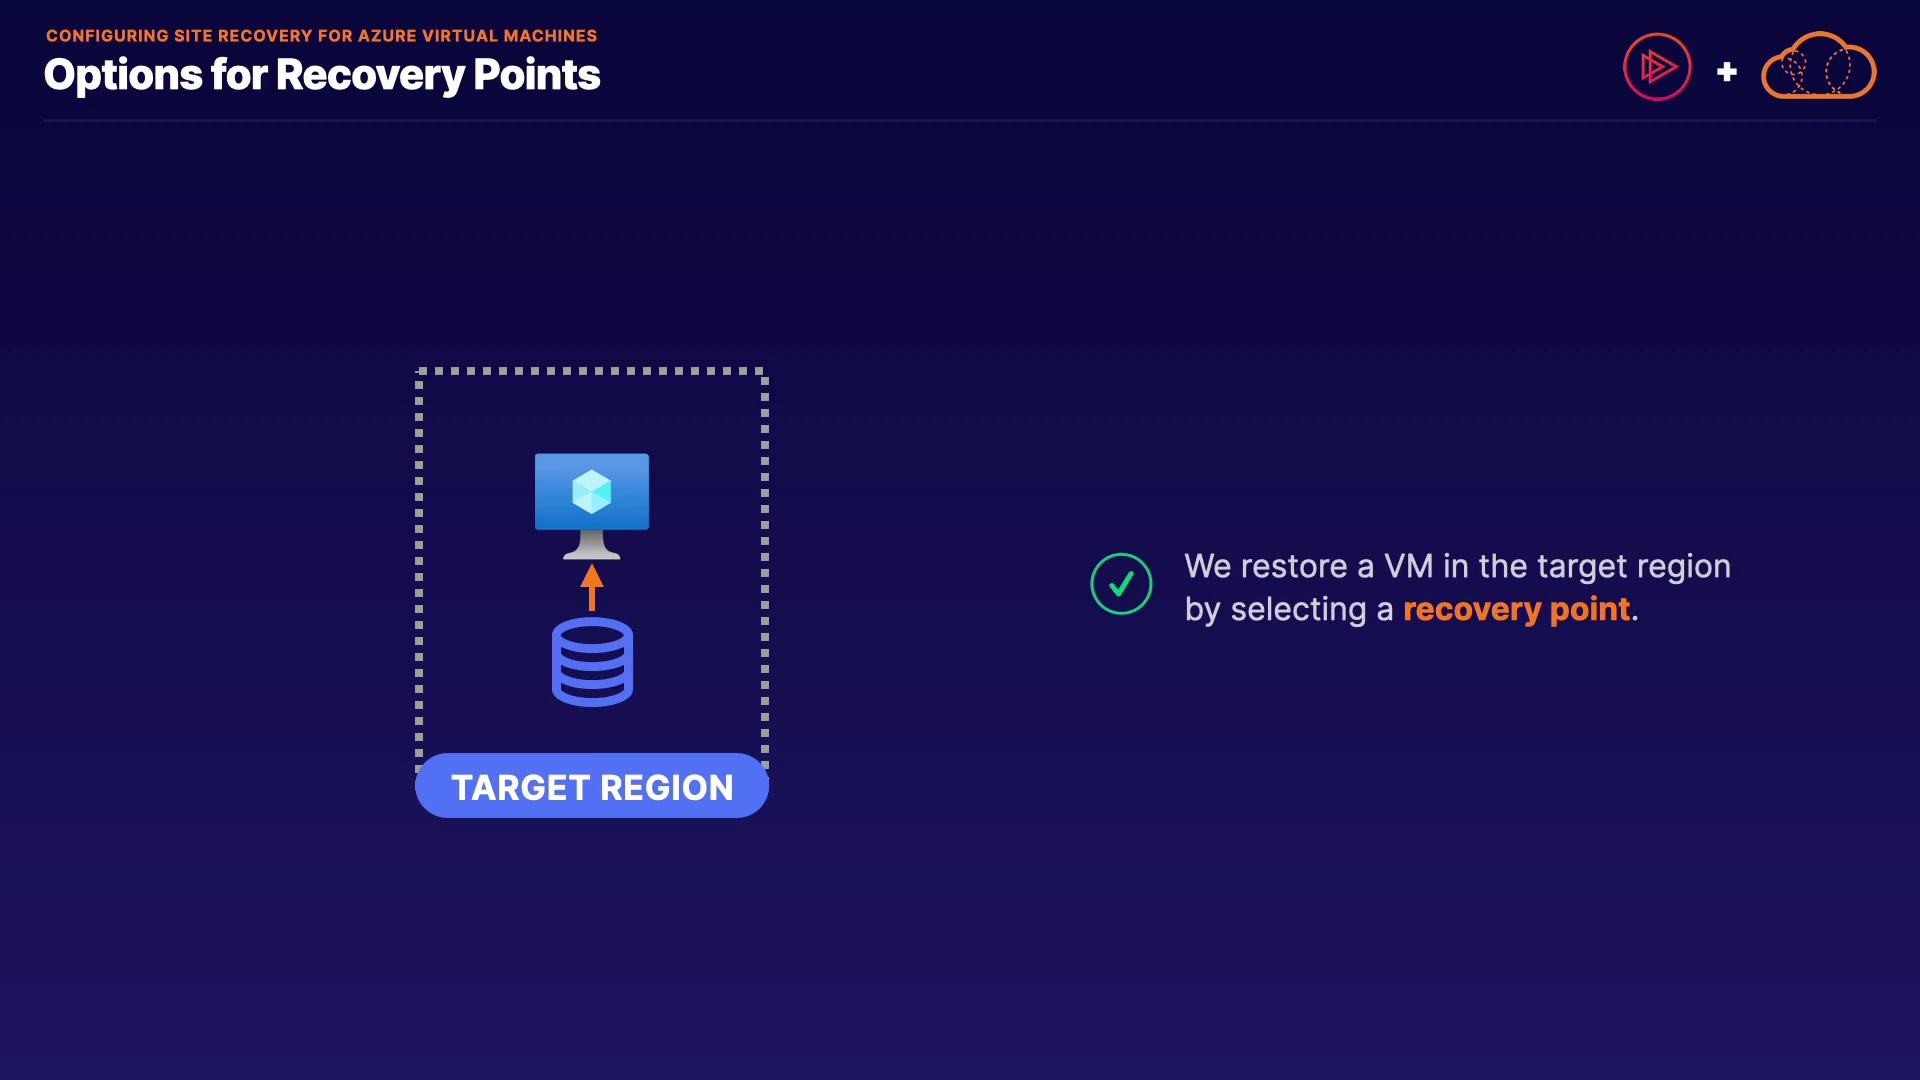 CONFIGURING SITE RECOVERY FOR AZURE VIRTUAL MACHINES
Options for Recovery Points
TARGET REGION
We restore a VM in the target region
by selecting a recovery point.